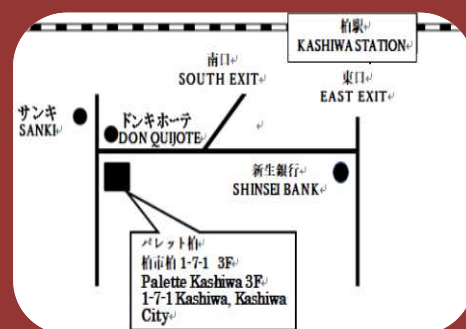 柏駅
KASHIWA STATION
南口
SOUTH EXIT
東口
EAST EXIT
サンキ
SANKI
ドンキホーテ
DON QUIJOTE
新生銀行
SHINSEI BANK
パレット柏
柏市柏 1-7-1 3F
Palette Kashiwa 3F
1-7-1 Kashiwa, Kashiwa
City